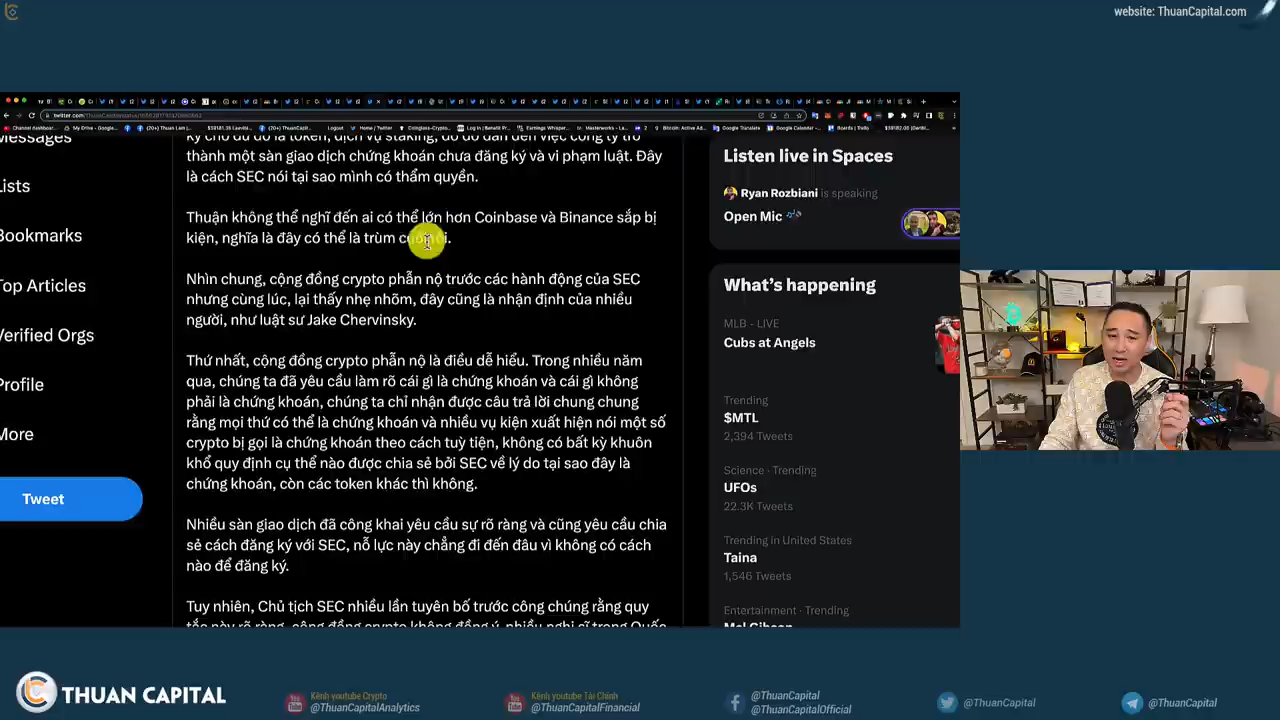 website: ThuanCapital.com
Messages
Lists
Bookmarks
Top Articles
Verified Orgs
Profile
More
Tweet
thành một sàn giao dịch chứng khoán chưa đăng ký và vi phạm luật. Đây
là cách SEC nói tại sao mình có thẩm quyền.
Thuận không thể nghĩ đến ai có thể lớn hơn Coinbase và Binance sắp bị
kiện, nghĩa là đây có thể là trùm
Nhìn chung, cộng đồng crypto phẫn nộ trước các hành động của SEC
nhưng cùng lúc, lại thấy nhẹ nhõm, đây cũng là nhận định của nhiều
người, như luật sư Jake Chervinsky.
Thứ nhất, cộng đồng crypto phẫn nộ là điều dễ hiểu. Trong nhiều năm
qua, chúng ta đã yêu cầu làm rõ cái gì là chứng khoán và cái gì không
phải là chứng khoán, chúng ta chỉ nhận được câu trả lời chung chung
rằng mọi thứ có thể là chứng khoán và nhiều vụ kiện xuất hiện nói một số
crypto bị gọi là chứng khoán theo cách tuỳ tiện, không có bất kỳ khuôn
khổ quy định cụ thể nào được chia sẻ bởi SEC về lý do tại sao đây là
chứng khoán, còn các token khác thì không.
Nhiều sàn giao dịch đã công khai yêu cầu sự rõ ràng và cũng yêu cầu chia
sẻ cách đăng ký với SEC, nỗ lực này chẳng đi đến đâu vì không có cách
nào để đăng ký.
Tuy nhiên, Chủ tịch SEC nhiều lần tuyên bố trước công chúng rằng quy
Listen live in Spaces
Ryan Rozbiani is speaking
Open Mic
What's happening
MLB · LIVE
Cubs at Angels
Trending
$MTL
2,394 Tweets
Science · Trending
UFOs
22.3K Tweets
Trending in United States
Taina
1,546 Tweets
Entertainment · Trending
Mel Gibson
THUAN CAPITAL
Kênh youtube Crypto
@ThuanCapitalAnalytics
Kênh youtube Tài Chính
@ThuanCapitalFinancial
@ThuanCapital
@ThuanCapitalOfficial
@ThuanCapital
@ThuanCapital